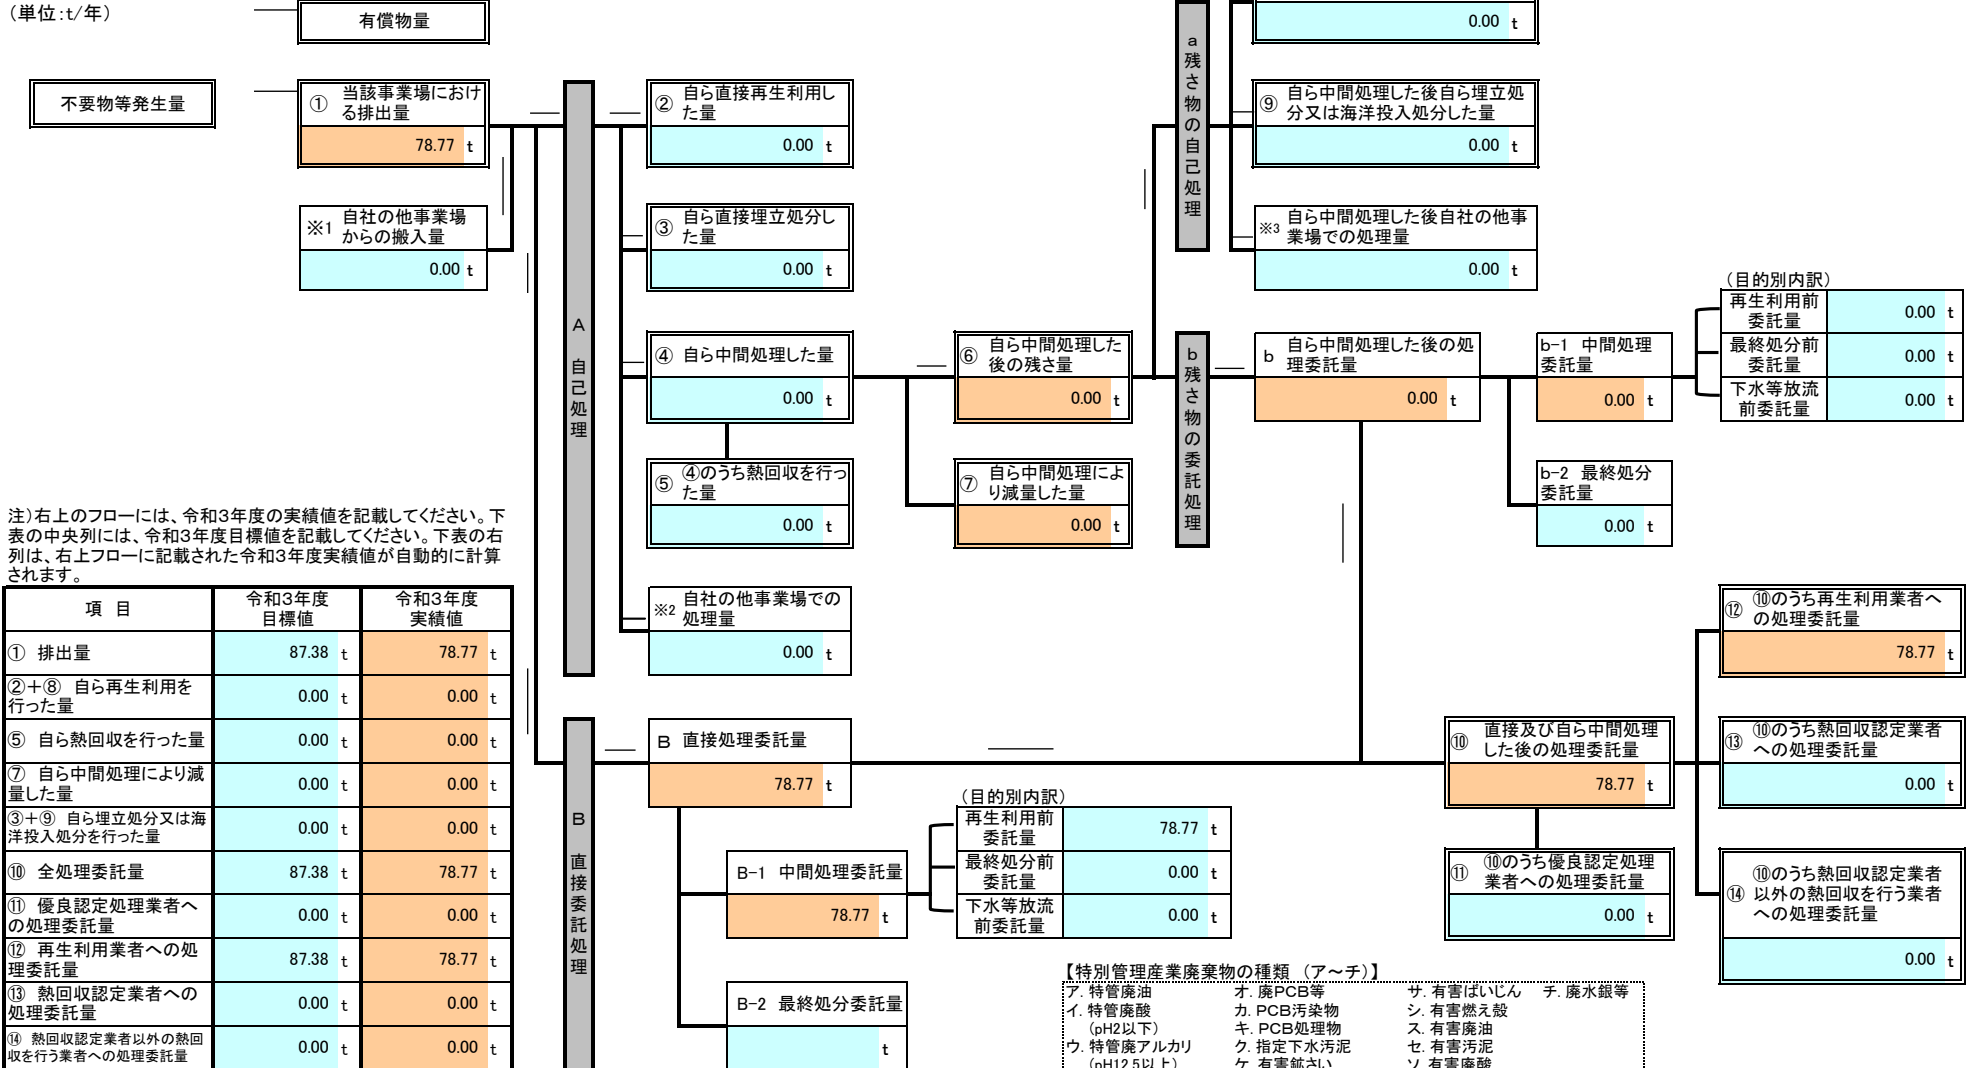 （単位：t/年）
有償物量
不要物等発生量
① 当該事業場におけ
る排出量
78.77 t
※1 自社の他事業場
からの搬入量
0.00 t
A 自己処理
② 自ら直接再生利用し
た量
0.00 t
③ 自ら直接埋立処分し
た量
0.00 t
④ 自ら中間処理した量
0.00 t
⑤ ④のうち熱回収を行っ
た量
0.00 t
※2 自社の他事業場での
処理量
0.00 t
⑥ 自ら中間処理した
後の残さ量
0.00 t
⑦ 自ら中間処理によ
り減量した量
0.00 t
a 残さ物の自己処理
0.00 t
⑨ 自ら中間処理した後自ら埋立処
分又は海洋投入処分した量
0.00 t
※3 自ら中間処理した後自社の他事
業場での処理量
0.00 t
b 残さ物の委託処理
b 自ら中間処理した後の処
理委託量
0.00 t
b-1 中間処理
委託量
0.00 t
b-2 最終処分
委託量
0.00 t
（目的別内訳）
再生利用前
委託量 0.00 t
最終処分前
委託量 0.00 t
下水等放流
前委託量 0.00 t
注）右上のフローには、令和3年度の実績値を記載してください。下
表の中央列には、令和3年度目標値を記載してください。下表の右
列は、右上フローに記載された令和3年度実績値が自動的に計算
されます。
項 目 令和3年度
目標値 令和3年度
実績値
① 排出量 87.38 t 78.77 t
②＋⑧ 自ら再生利用を
行った量 0.00 t 0.00 t
⑤ 自ら熱回収を行った量 0.00 t 0.00 t
⑦ 自ら中間処理により減
量した量 0.00 t 0.00 t
③＋⑨ 自ら埋立処分又は海
洋投入処分を行った量 0.00 t 0.00 t
⑩ 全処理委託量 87.38 t 78.77 t
⑪ 優良認定処理業者へ
の処理委託量 0.00 t 0.00 t
⑫ 再生利用業者への処
理委託量 87.38 t 78.77 t
⑬ 熱回収認定業者への
処理委託量 0.00 t 0.00 t
⑭ 熱回収認定業者以外の熱回
収を行う業者への処理委託量 0.00 t 0.00 t
B 直接委託処理
B 直接処理委託量
78.77 t
B-1 中間処理委託量
78.77 t
B-2 最終処分委託量
t
（目的別内訳）
再生利用前
委託量 78.77 t
最終処分前
委託量 0.00 t
下水等放流
前委託量 0.00 t
⑩ 直接及び自ら中間処理
した後の処理委託量
78.77 t
⑪ ⑩のうち優良認定処理
業者への処理委託量
0.00 t
⑫ ⑩のうち再生利用業者へ
の処理委託量
78.77 t
⑬ ⑩のうち熱回収認定業者
への処理委託量
0.00 t
⑭ ⑩のうち熱回収認定業者
以外の熱回収を行う業者
への処理委託量
0.00 t
【特別管理産業廃棄物の種類 （ア～チ）】
ア. 特管廃油 オ. 廃PCB等 サ. 有害ばいじん チ. 廃水銀等
イ. 特管廃酸 カ. PCB汚染物 シ. 有害燃え殻
（pH2以下） キ. PCB処理物 ス. 有害廃油
ウ. 特管廃アルカリ ク. 指定下水汚泥 セ. 有害汚泥
（pH12.5以上） ケ. 有害鉱さい ソ. 有害廃酸